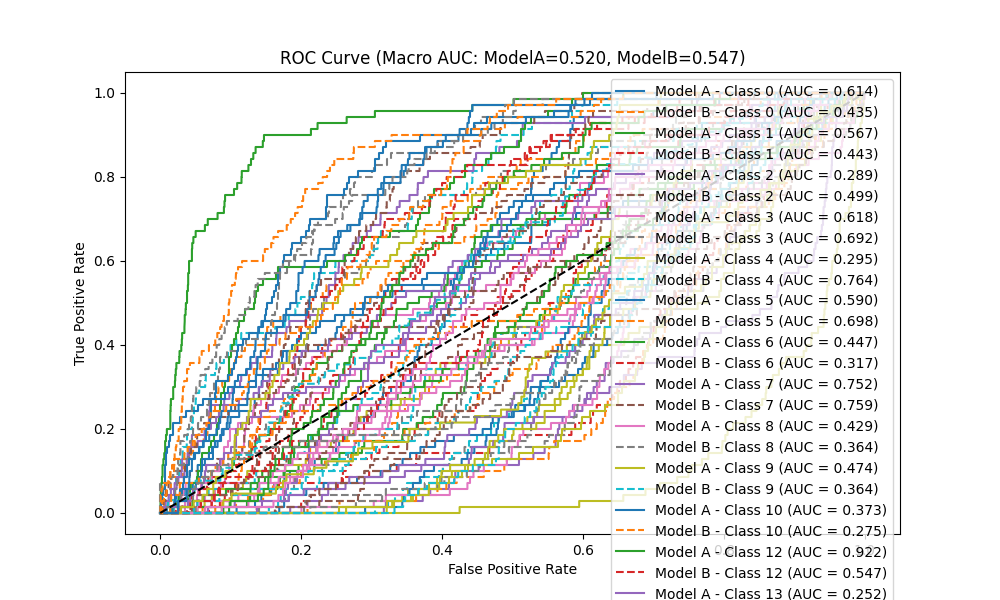 ROC Curve (Macro AUC: ModelA=0.520, ModelB=0.547)
True Positive Rate
1.0
0.8
0.6
0.4
0.2
0.0
0.0
0.2
0.4
0.6
False Positive Rate
Model A - Class 0 (AUC = 0.614)
Model B - Class 0 (AUC = 0.435)
Model A - Class 1 (AUC = 0.567)
Model B - Class 1 (AUC = 0.443)
Model A - Class 2 (AUC = 0.289)
Model B - Class 2 (AUC = 0.499)
Model A - Class 3 (AUC = 0.618)
Model B - Class 3 (AUC = 0.692)
Model A - Class 4 (AUC = 0.295)
Model B - Class 4 (AUC = 0.764)
Model A - Class 5 (AUC = 0.590)
Model B - Class 5 (AUC = 0.698)
Model A - Class 6 (AUC = 0.447)
Model B - Class 6 (AUC = 0.317)
Model A - Class 7 (AUC = 0.752)
Model B - Class 7 (AUC = 0.759)
Model A - Class 8 (AUC = 0.429)
Model B - Class 8 (AUC = 0.364)
Model A - Class 9 (AUC = 0.474)
Model B - Class 9 (AUC = 0.364)
Model A - Class 10 (AUC = 0.373)
Model B - Class 10 (AUC = 0.275)
Model A - Class 12 (AUC = 0.922)
Model B - Class 12 (AUC = 0.547)
Model A - Class 13 (AUC = 0.252)